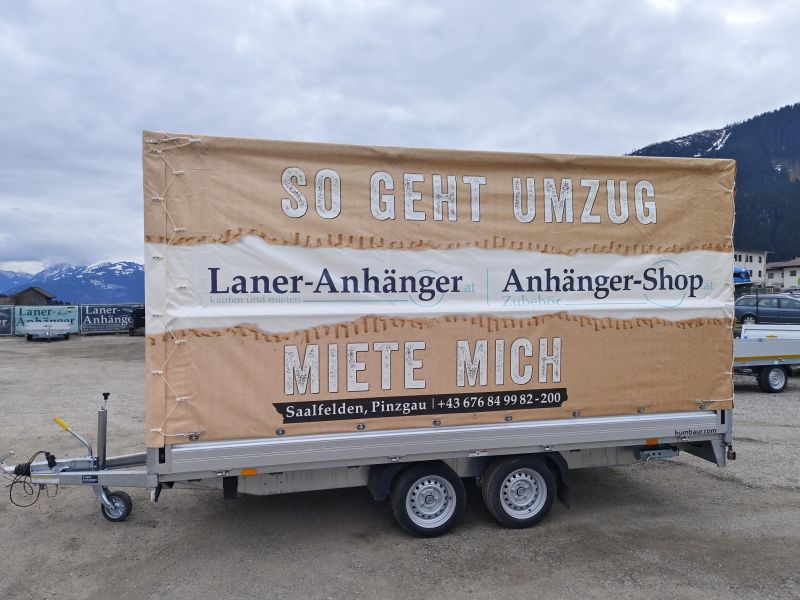 SO GEHT UMZUG
Laner-Anhänger.at
kaufen und mieten
Anhänger-Shop.at
Zubehör
MIETE MICH
Saalfelden, Pinzgau | +43 676 84 99 82 - 200
humbaur.com
Laner-Anhänger
Laner
Anhänger